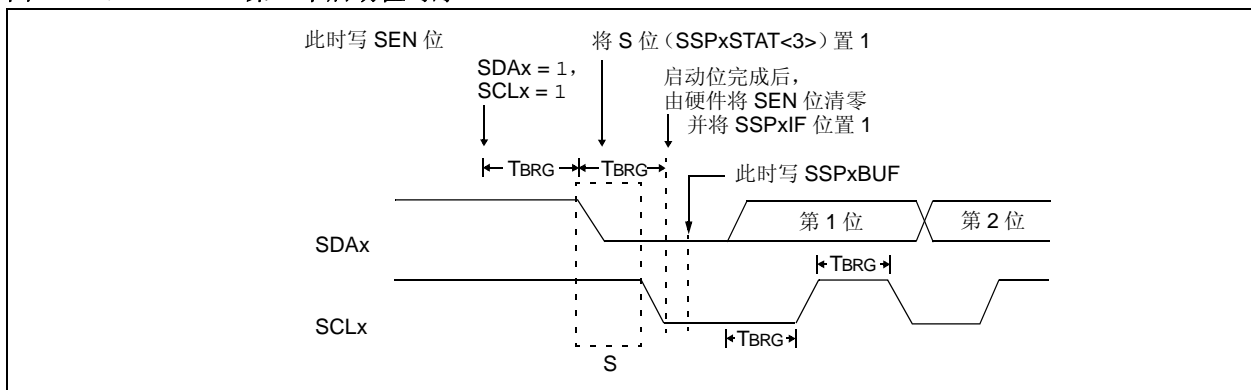 此时写 SEN 位
将 S 位（SSPxSTAT<3>）置 1
SDAx = 1，
SCLx = 1
启动位完成后，
由硬件将 SEN 位清零
并将 SSPxIF 位置 1
TBRG
TBRG
此时写 SSPxBUF
SDAx
第 1 位
第 2 位
TBRG
SCLx
TBRG
S